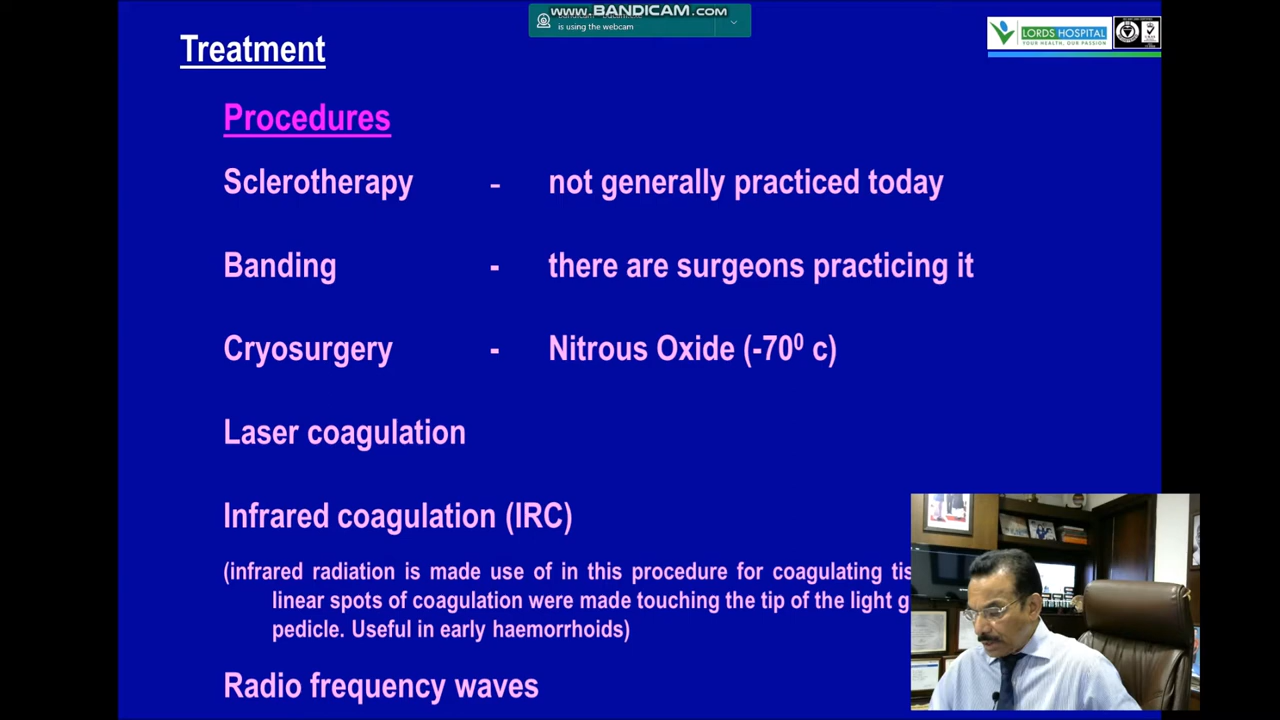 www.BANDICAM.com
is using the webcam
Treatment
LORDS HOSPITAL
YOUR HEALTH, OUR PASSION
Procedures
Sclerotherapy - not generally practiced today
Banding - there are surgeons practicing it
Cryosurgery - Nitrous Oxide (-70⁰ c)
Laser coagulation
Infrared coagulation (IRC)
(infrared radiation is made use of in this procedure for coagulating
linear spots of coagulation were made touching the tip of the light
pedicle. Useful in early haemorrhoids)
Radio frequency waves